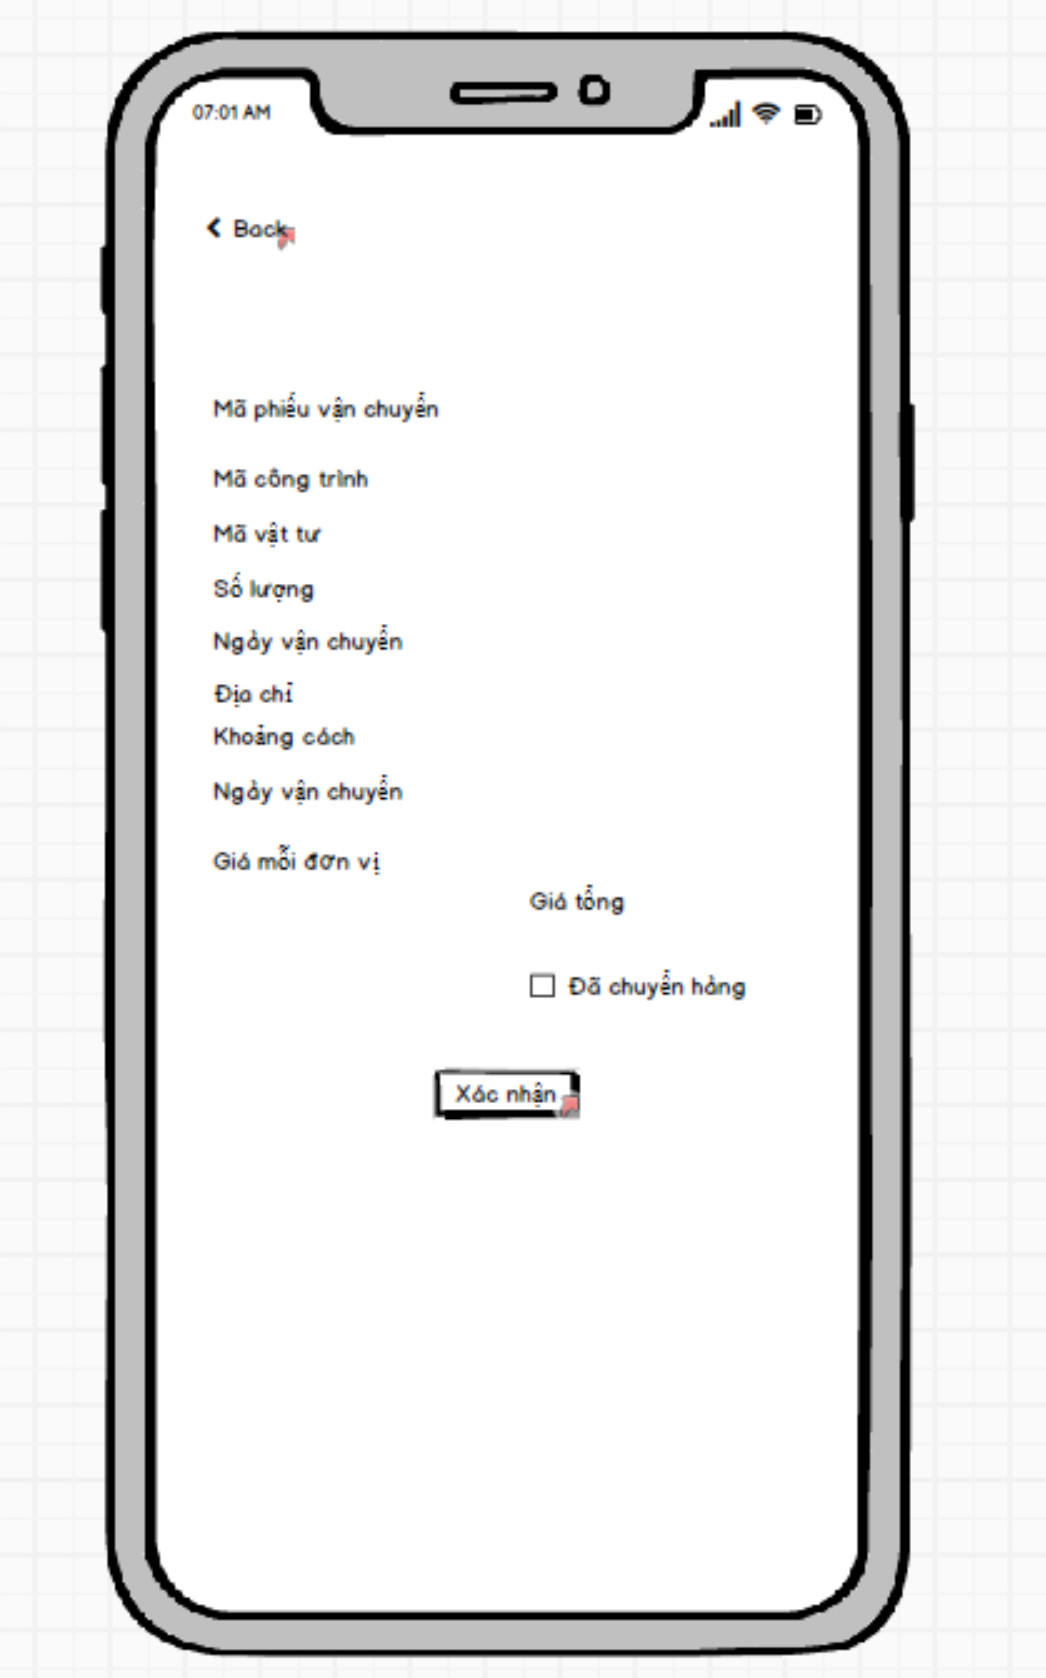 07:01 AM
Back
Mã phiếu vận chuyển
Mã công trình
Mã vật tư
Số lượng
Ngày vận chuyển
Địa chỉ
Khoảng cách
Ngày vận chuyển
Giá mỗi đơn vị
Giá tổng
Đã chuyển hàng
Xác nhận